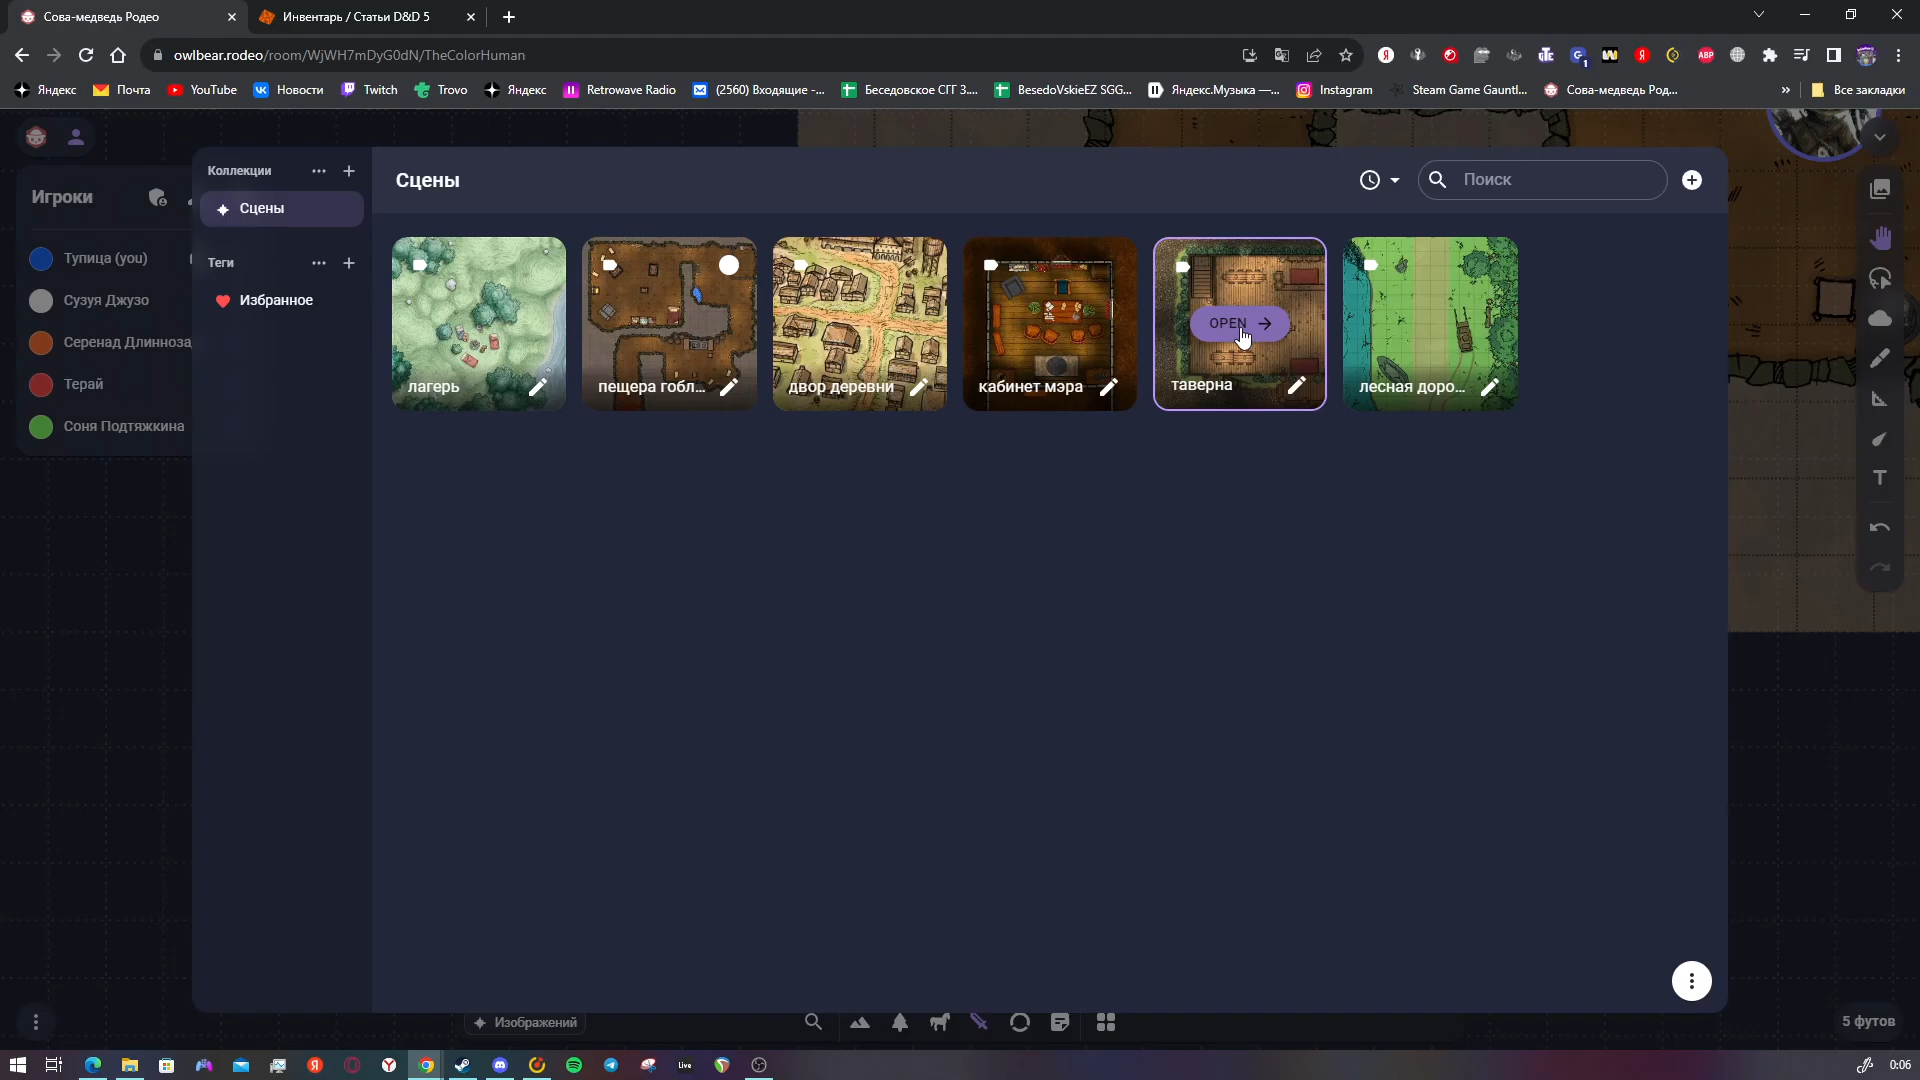 Сова-медведь Родео
Инвентарь / Статьи D&D 5
owlbear.rodeo/room/WjWH7mDyG0dN/TheColorHuman
Яндекс
Почта
YouTube
Новости
Twitch
Trovo
Яндекс
Retrowave Radio
(2560) Входящие -...
Беседовское СГГ 3....
BesedoVskieEZ SGG...
Яндекс.Музыка —...
Instagram
Steam Game Gauntl...
Сова-медведь Род...
»
Все закладки
Коллекции
Сцены
Поиск
Игроки
Сцены
Тупица (you)
Теги
Сузуя Джузо
Избранное
Серенад Длинноза
Терай
Соня Подтяжкина
OPEN
лагерь
пещера гобл...
двор деревни
кабинет мэра
таверна
лесная доро...
Изображений
5 футов
0:06